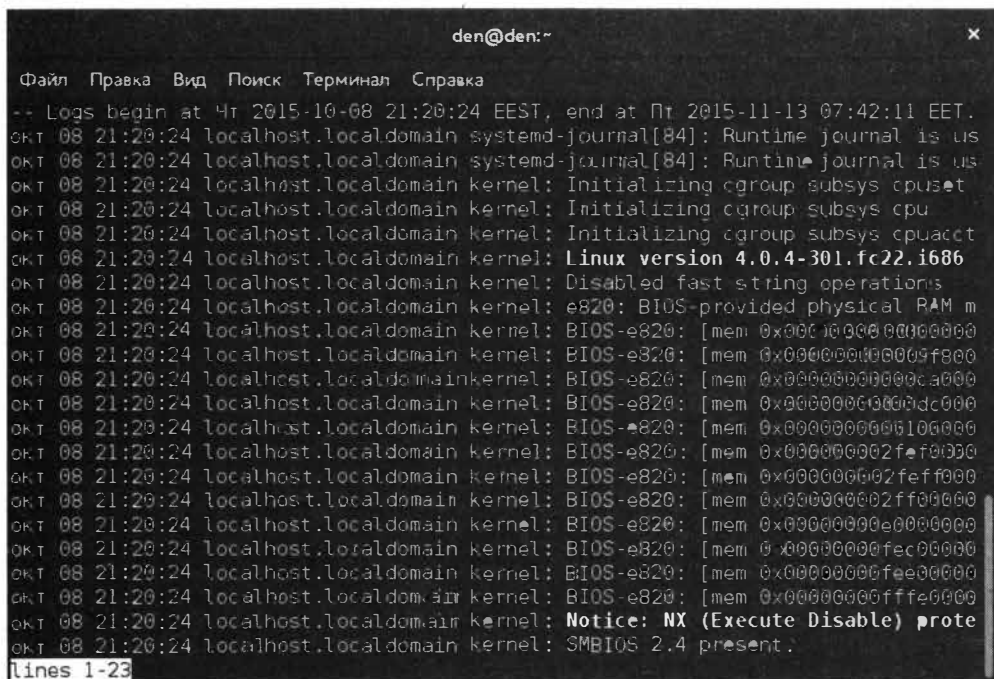 den@den:~ ×
Файл Правка Вид Поиск Терминал Справка
-- Logs begin at Чт 2015-10-08 21:20:24 EEST, end at Пт 2015-11-13 07:42:11 EET.
окт 08 21:20:24 localhost.localdomain systemd-journal[84]: Runtime journal is us
окт 08 21:20:24 localhost.localdomain systemd-journal[84]: Runtime journal is us
окт 08 21:20:24 localhost.localdomain kernel: Initializing cgroup subsys cpuset
окт 08 21:20:24 localhost.localdomain kernel: Initializing cgroup subsys cpu
окт 08 21:20:24 localhost.localdomain kernel: Initializing cgroup subsys cpuacct
окт 08 21:20:24 localhost.localdomain kernel: Linux version 4.0.4-301.fc22.i686
окт 08 21:20:24 localhost.localdomain kernel: Disabled fast string operations
окт 08 21:20:24 localhost.localdomain kernel: e820: BIOS-provided physical RAM m
окт 08 21:20:24 localhost.localdomain kernel: BIOS-e820: [mem 0x0000000000000000
окт 08 21:20:24 localhost.localdomain kernel: BIOS-e820: [mem 0x000000000009f800
окт 08 21:20:24 localhost.localdomain kernel: BIOS-e820: [mem 0x00000000000ca000
окт 08 21:20:24 localhost.localdomain kernel: BIOS-e820: [mem 0x00000000000dc000
окт 08 21:20:24 localhost.localdomain kernel: BIOS-e820: [mem 0x0000000000100000
окт 08 21:20:24 localhost.localdomain kernel: BIOS-e820: [mem 0x000000002fef0000
окт 08 21:20:24 localhost.localdomain kernel: BIOS-e820: [mem 0x000000002feff000
окт 08 21:20:24 localhost.localdomain kernel: BIOS-e820: [mem 0x000000002ff00000
окт 08 21:20:24 localhost.localdomain kernel: BIOS-e820: [mem 0x00000000e0000000
окт 08 21:20:24 localhost.localdomain kernel: BIOS-e820: [mem 0x00000000fec00000
окт 08 21:20:24 localhost.localdomain kernel: BIOS-e820: [mem 0x00000000fee00000
окт 08 21:20:24 localhost.localdomain kernel: BIOS-e820: [mem 0x00000000fffe0000
окт 08 21:20:24 localhost.localdomain kernel: Notice: NX (Execute Disable) prote
окт 08 21:20:24 localhost.localdomain kernel: SMBIOS 2.4 present.
lines 1-23